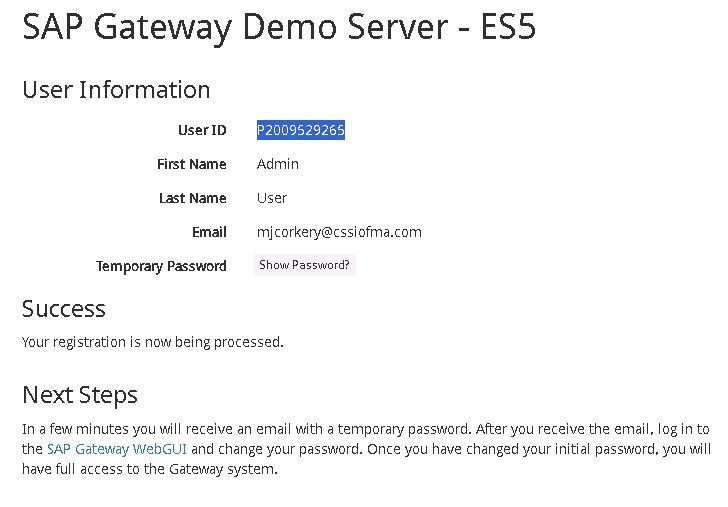 SAP Gateway Demo Server - ES5
User Information
User ID P2009529265
First Name Admin
Last Name User
Email mjcorkery@cssiofma.com
Temporary Password Show Password?
Success
Your registration is now being processed.
Next Steps
In a few minutes you will receive an email with a temporary password. After you receive the email, log in to
the SAP Gateway WebGUI and change your password. Once you have changed your initial password, you will
have full access to the Gateway system.